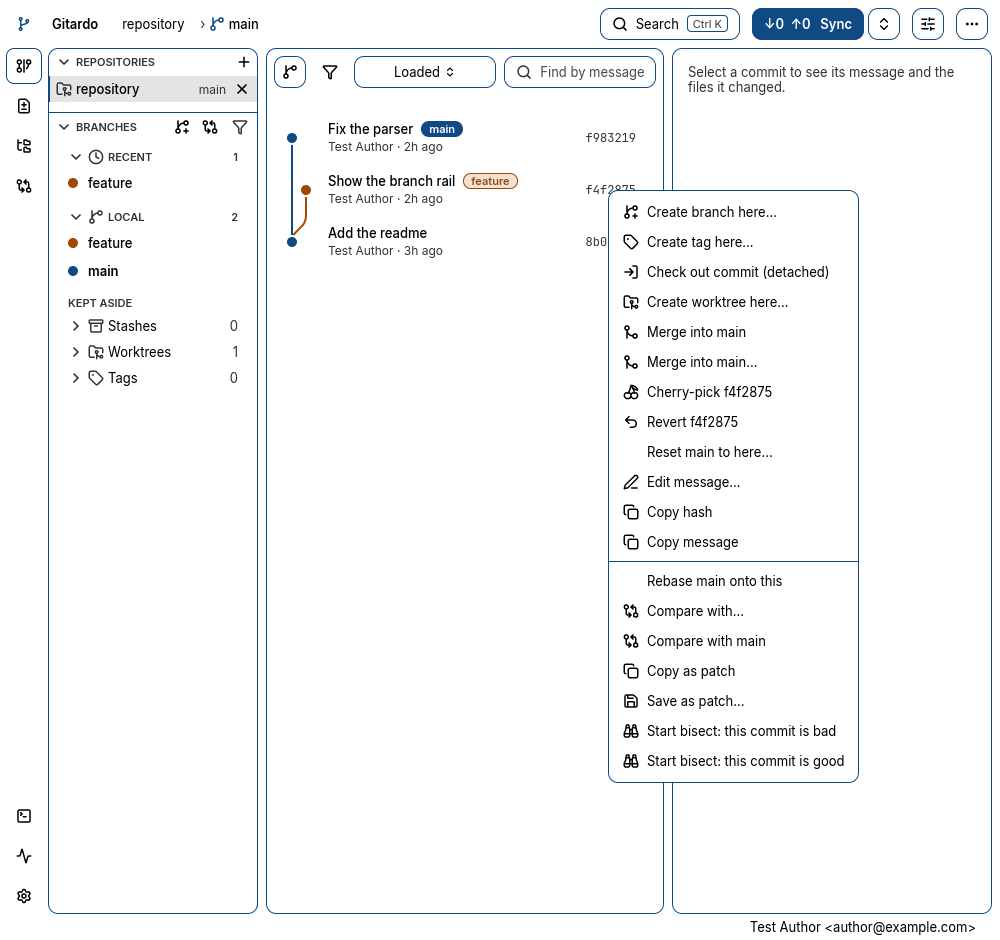 Gitardo repository › main
Search Ctrl K
↓0 ↑0 Sync
REPOSITORIES
repository main
BRANCHES
RECENT 1
feature
LOCAL 2
feature
main
KEPT ASIDE
Stashes 0
Worktrees 1
Tags 0
Loaded
Find by message
Fix the parser main
Test Author · 2h ago
f983219
Show the branch rail feature
Test Author · 2h ago
f4f2875
Add the readme
Test Author · 3h ago
8b0
Select a commit to see its message and the
files it changed.
Create branch here...
Create tag here...
Check out commit (detached)
Create worktree here...
Merge into main
Merge into main...
Cherry-pick f4f2875
Revert f4f2875
Reset main to here...
Edit message...
Copy hash
Copy message
Rebase main onto this
Compare with...
Compare with main
Copy as patch
Save as patch...
Start bisect: this commit is bad
Start bisect: this commit is good
Test Author <author@example.com>